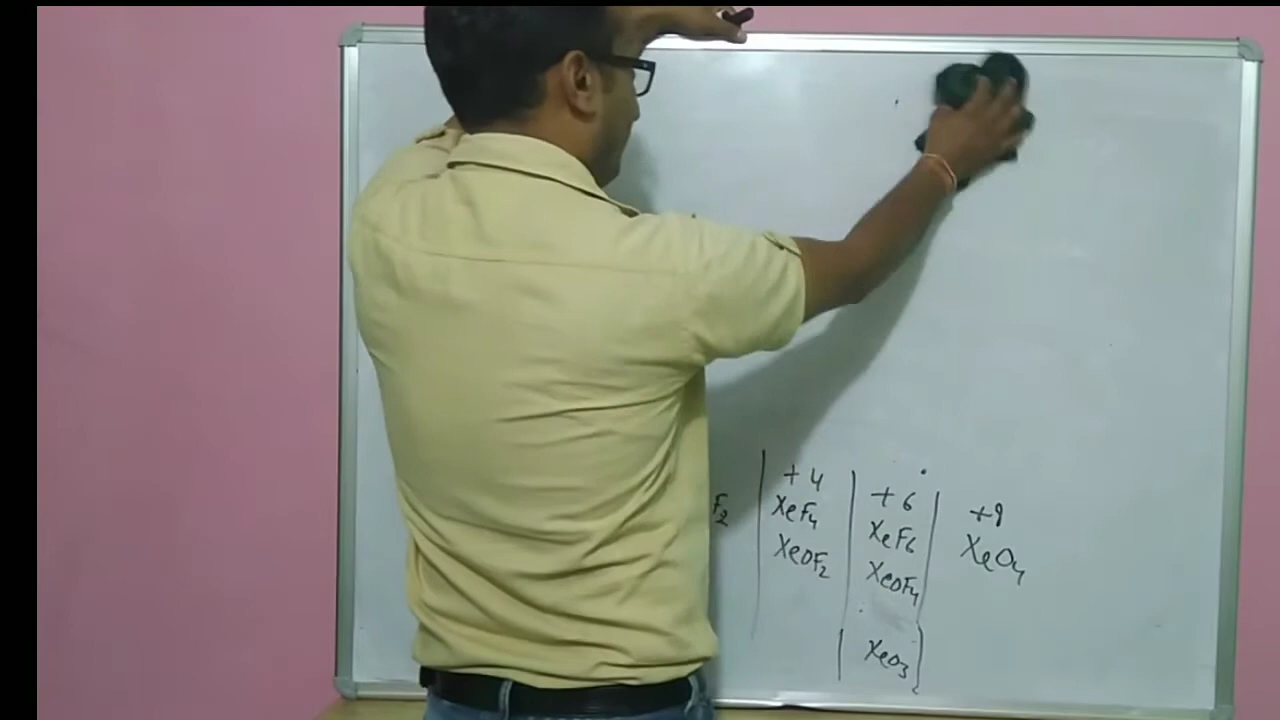 F₂
+4
XeF₄
XeOF₂
+6
XeF₆
XeOF₄
XeO₃
+8
XeO₄